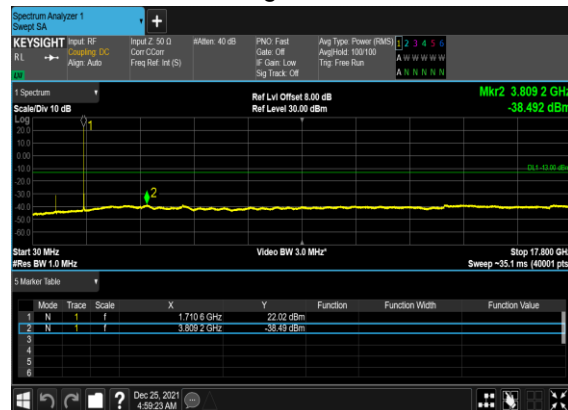 Spectrum Analyzer 1
Swept SA
+
KEYSIGHT Input: RF Input Z: 50 Ω #Atten: 40 dB PNO: Fast Avg Type: Power (RMS) 1 2 3 4 5 6
RL Coupling: DC Corr CCorr Gate: Off Avg|Hold: 100/100 A W W W W W
Align: Auto Freq Ref: Int (S) IF Gain: Low Trig: Free Run
LW Sig Track: Off A N N N N N
1 Spectrum Ref Lvl Offset 8.00 dB Mkr2 3.809 2 GHz
Scale/Div 10 dB Ref Level 30.00 dBm -38.492 dBm
Log
1
20.0
10.0
0.00
-10.0 DL1 -13.00 dBm
-20.0
-30.0
2
-40.0
-50.0
-60.0
Start 30 MHz Video BW 3.0 MHz* Stop 17.800 GHz
#Res BW 1.0 MHz Sweep ~35.1 ms (40001 pts)
5 Marker Table
Mode Trace Scale X Y Function Function Width Function Value
1 N 1 f 1.710 6 GHz 22.02 dBm
2 N 1 f 3.809 2 GHz -38.49 dBm
3
4
5
6
? Dec 25, 2021
4:59:23 AM